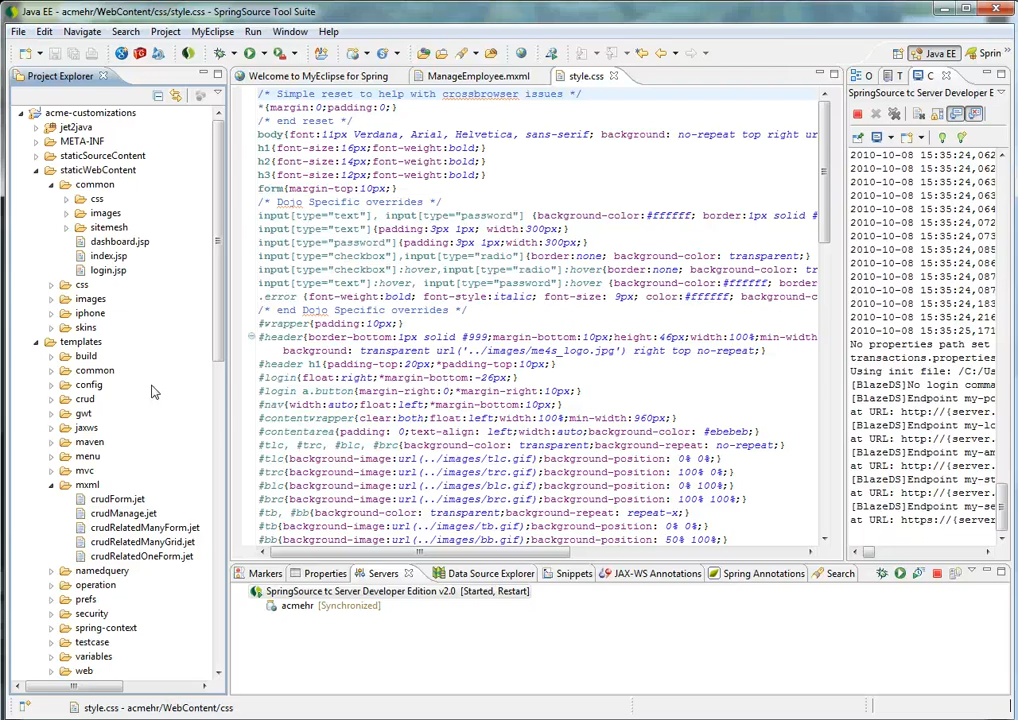 Java EE - acmehr/WebContent/css/style.css - SpringSource Tool Suite
File Edit Navigate Search Project MyEclipse Run Window Help
Java EE Sprin
Project Explorer
acme-customizations
jet2java
META-INF
staticSourceContent
staticWebContent
common
css
images
sitemesh
dashboard.jsp
index.jsp
login.jsp
css
images
iphone
skins
templates
build
common
config
crud
gwt
jaxws
maven
menu
mvc
mxml
crudForm.jet
crudManage.jet
crudRelatedManyForm.jet
crudRelatedManyGrid.jet
crudRelatedOneForm.jet
namedquery
operation
prefs
security
spring-context
testcase
variables
web
Welcome to MyEclipse for Spring ManageEmployee.mxml style.css
/* Simple reset to help with crossbrowser issues */
*{margin:0;padding:0;}
/* end reset */
body{font:11px Verdana, Arial, Helvetica, sans-serif; background: no-repeat top right ur
h1{font-size:16px;font-weight:bold;}
h2{font-size:14px;font-weight:bold;}
h3{font-size:12px;font-weight:bold;}
form{margin-top:10px;}
/* Dojo Specific overrides */
input[type="text"], input[type="password"] {background-color:#ffffff; border:1px solid #
input[type="text"]{padding:3px 1px; width:300px;}
input[type="password"]{padding:3px 1px;width:300px;}
input[type="checkbox"],input[type="radio"]{border:none; background-color: transparent;}
input[type="checkbox"]:hover,input[type="radio"]:hover{border:none; background-color: tr
input[type="text"]:hover, input[type="password"]:hover {background-color:#ffffff; border
.error {font-weight:bold; font-style:italic; font-size: 9px; color:#ffffff; background-c
/* end Dojo Specific overrides */
#wrapper{padding:10px;}
#header{border-bottom:1px solid #999;margin-bottom:10px;height:46px;width:100%;min-width
background: transparent url('../images/me4s_logo.jpg') right top no-repeat;}
#header h1{padding-top:20px;*padding-top:10px;}
#login{float:right;*margin-bottom:-26px;}
#login a.button{margin-right:0;*margin-right:10px;}
#nav{width:auto;float:left;*margin-bottom:10px;}
#contentwrapper{clear:both;float:left;width:100%;min-width:960px;}
#contentarea{padding: 0;text-align: left;width:auto;background-color: #ebebeb;}
#tlc, #trc, #blc, #brc{background-color: transparent;background-repeat: no-repeat;}
#tlc{background-image:url(../images/tlc.gif);background-position: 0% 0%;}
#trc{background-image:url(../images/trc.gif);background-position: 100% 0%;}
#blc{background-image:url(../images/blc.gif);background-position: 0% 100%;}
#brc{background-image:url(../images/brc.gif);background-position: 100% 100%;}
#tb, #bb{background-color: transparent;background-repeat: repeat-x;}
#tb{background-image:url(../images/tb.gif);background-position: 0% 0%;}
#bb{background-image:url(../images/bb.gif);background-position: 50% 100%;}
O T C
SpringSource tc Server Developer E
2010-10-08 15:35:24,062
2010-10-08 15:35:24,062
2010-10-08 15:35:24,063
2010-10-08 15:35:24,063
2010-10-08 15:35:24,064
2010-10-08 15:35:24,072
2010-10-08 15:35:24,073
2010-10-08 15:35:24,085
2010-10-08 15:35:24,086
2010-10-08 15:35:24,087
2010-10-08 15:35:24,183
2010-10-08 15:35:24,216
2010-10-08 15:35:25,171
No properties path set
transactions.properties
Using init file: /C:/Us
[BlazeDS]No login comma
[BlazeDS]Endpoint my-po
at URL: http://{server.
[BlazeDS]Endpoint my-lo
at URL: http://{server.
[BlazeDS]Endpoint my-am
at URL: http://{server.
[BlazeDS]Endpoint my-st
at URL: http://{server.
[BlazeDS]Endpoint my-se
at URL: https://{server
Markers Properties Servers Data Source Explorer Snippets JAX-WS Annotations Spring Annotations Search
SpringSource tc Server Developer Edition v2.0 [Started, Restart]
acmehr [Synchronized]
style.css - acmehr/WebContent/css